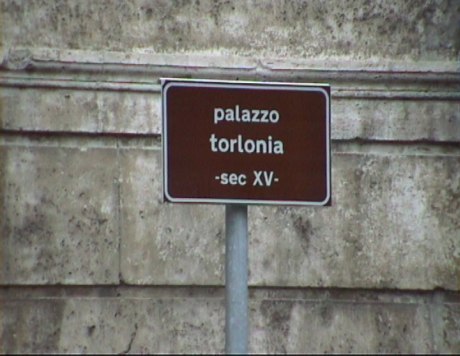 palazzo
torlonia
-sec XV-